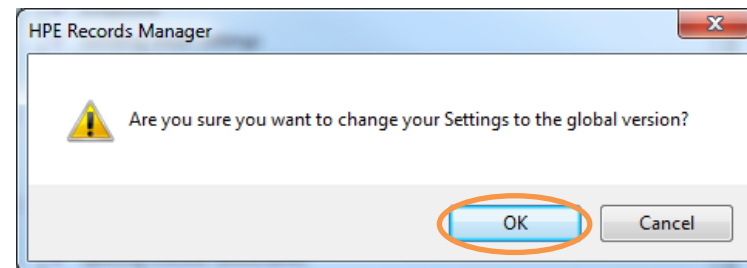 HPE Records Manager
Are you sure you want to change your Settings to the global version?
OK Cancel